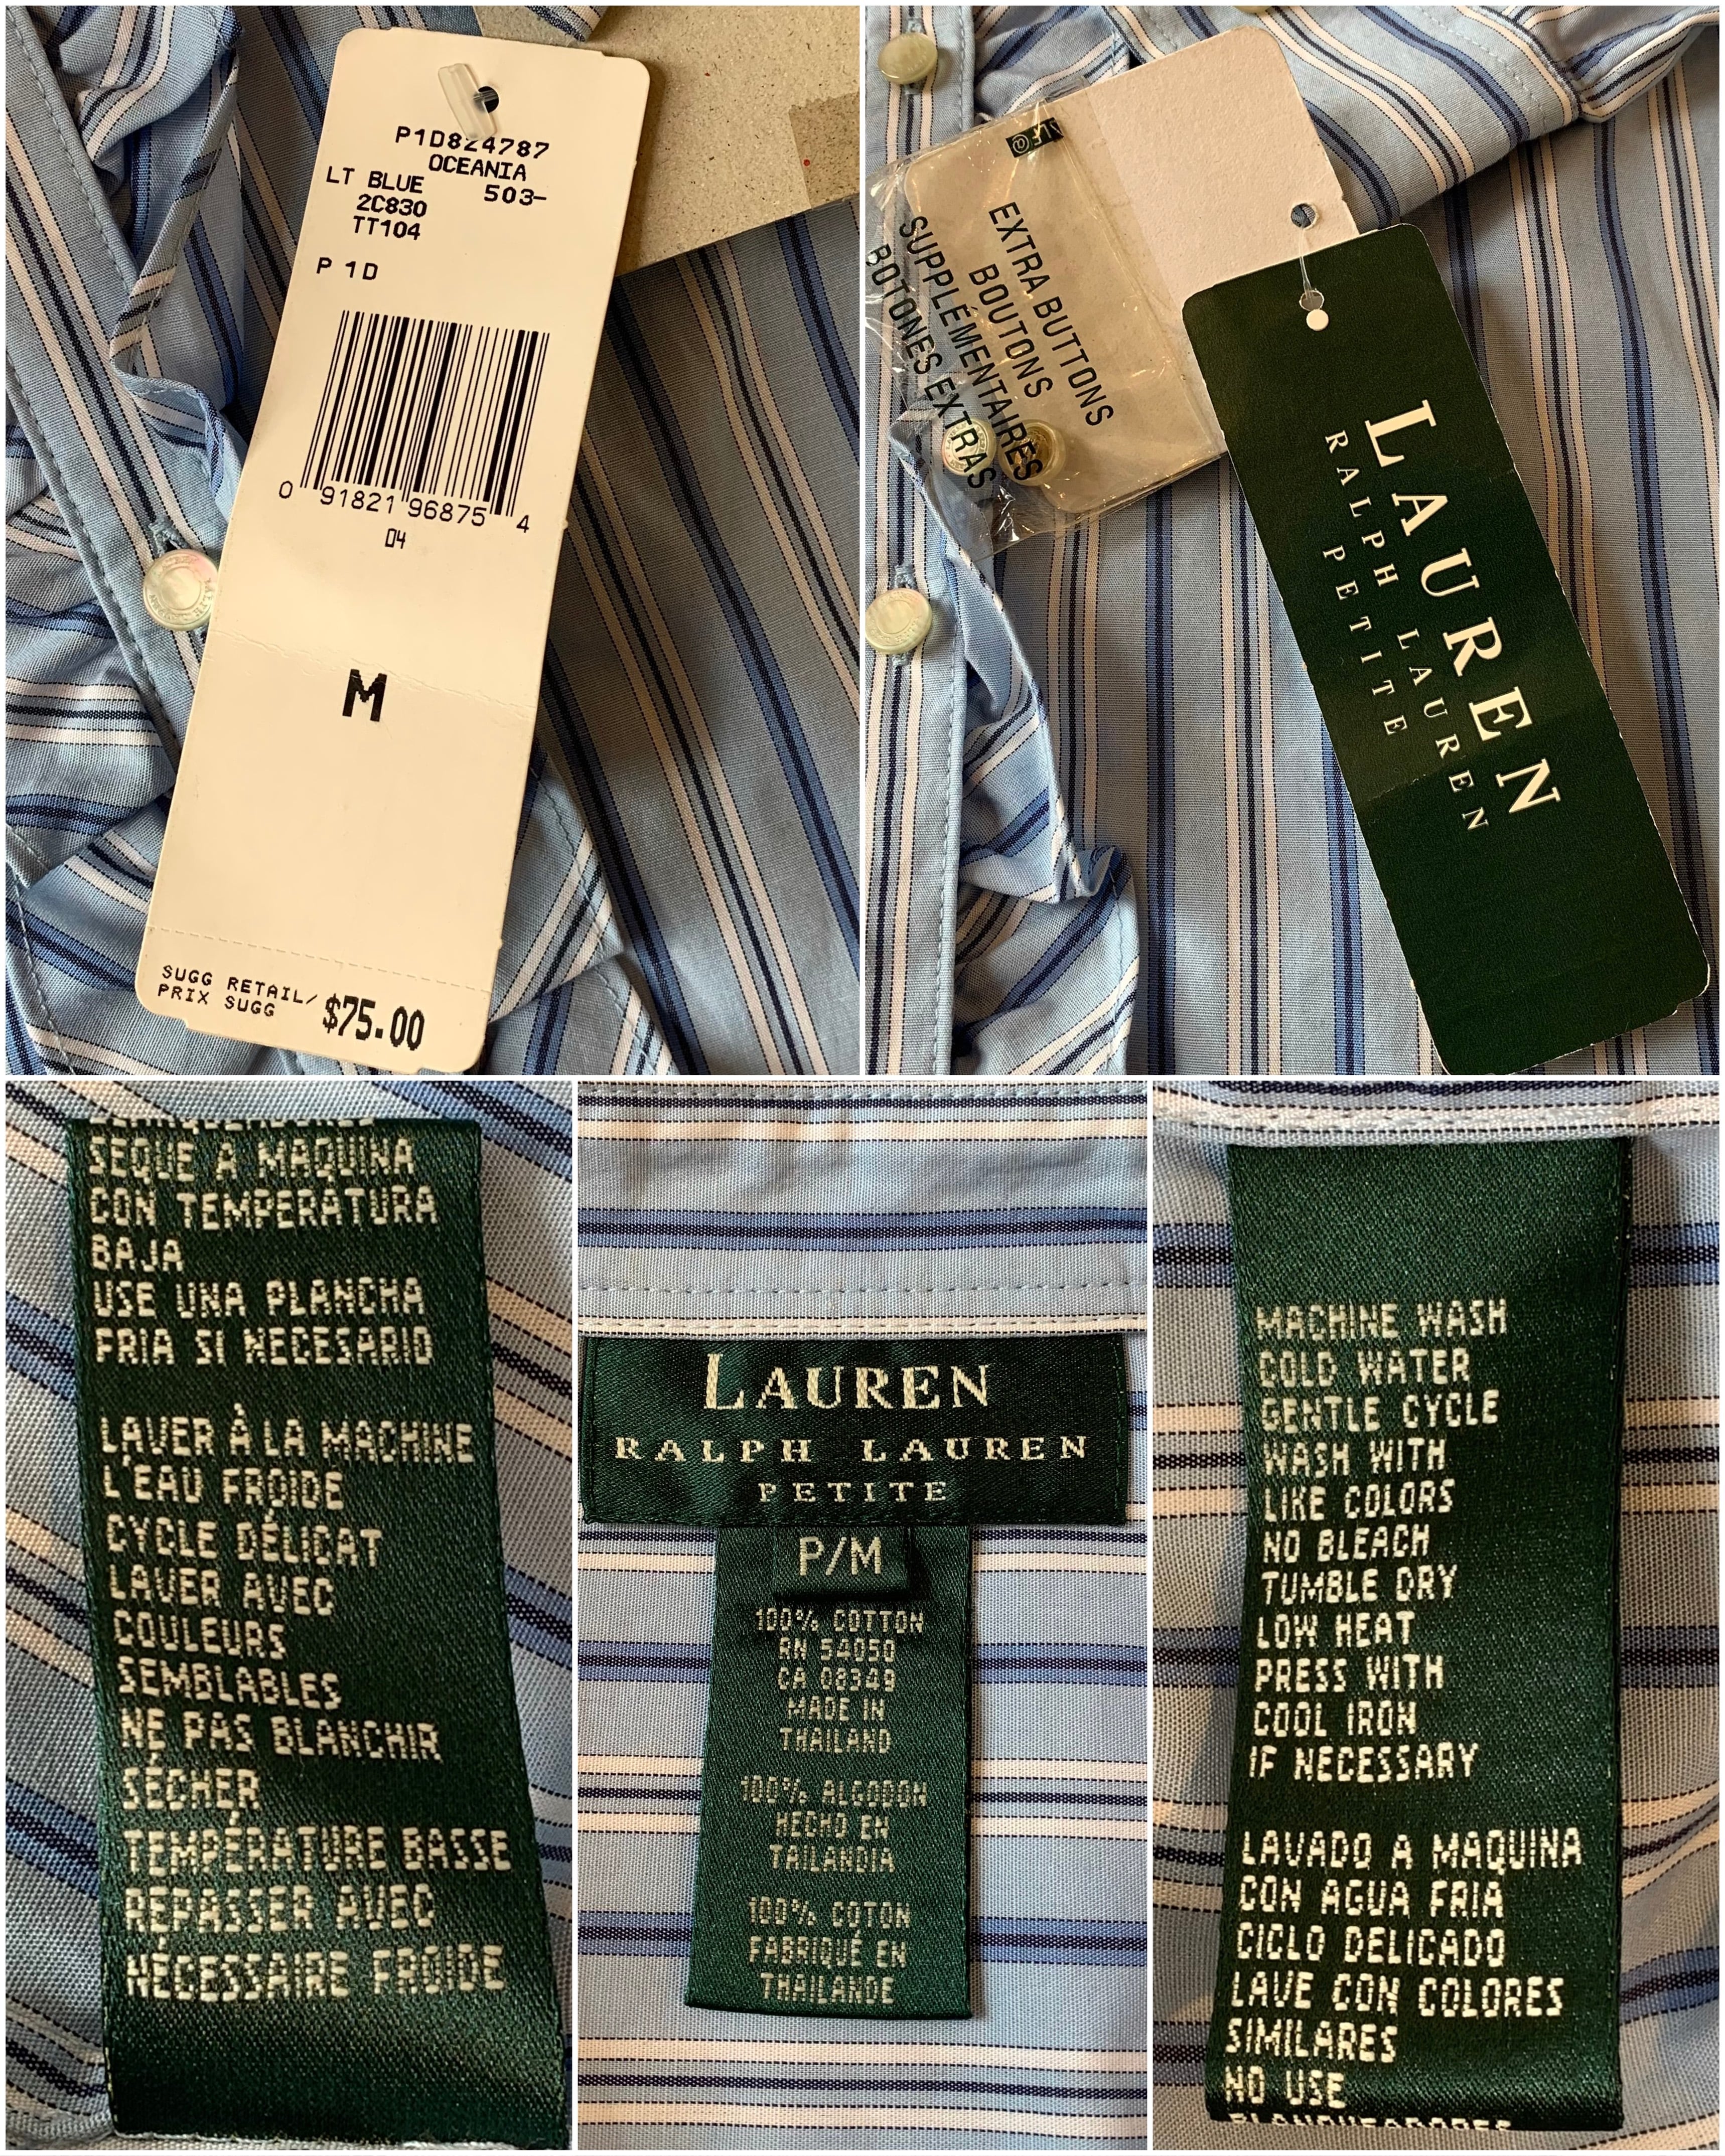 P1D824787
OCEANIA
LT BLUE 503-
2C830
TT104
P 1D
0 91821 96875 4
04
M
SUGG RETAIL/
PRIX SUGG
$75.00
EXTRA BUTTONS
BOUTONS
SUPPLÉMENTAIRES
BOTONES EXTRAS
LAUREN
RALPH LAUREN
PETITE
SEQUE A MAQUINA
CON TEMPERATURA
BAJA
USE UNA PLANCHA
FRIA SI NECESARIO
LAVER À LA MACHINE
L'EAU FROIDE
CYCLE DÉLICAT
LAVER AVEC
COULEURS
SEMBLABLES
NE PAS BLANCHIR
SÉCHER
TEMPÉRATURE BASSE
REPASSER AVEC
NÉCESSAIRE FROIDE
LAUREN
RALPH LAUREN
PETITE
P/M
100% COTTON
RN 54050
CA 08949
MADE IN
THAILAND
100% ALGODON
HECHO EN
TAILANDIA
100% COTON
FABRIQUÉ EN
THAILANDE
MACHINE WASH
COLD WATER
GENTLE CYCLE
WASH WITH
LIKE COLORS
NO BLEACH
TUMBLE DRY
LOW HEAT
PRESS WITH
COOL IRON
IF NECESSARY
LAVADO A MAQUINA
CON AGUA FRIA
CICLO DELICADO
LAVE CON COLORES
SIMILARES
NO USE